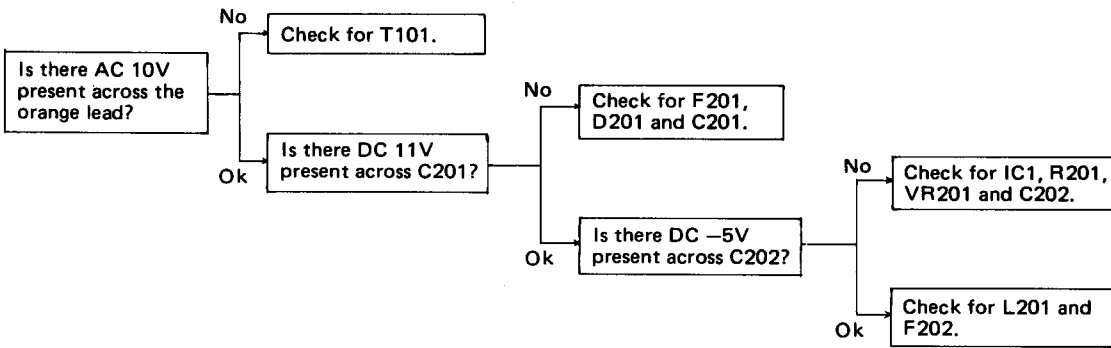 No
Check for T101.
Is there AC 10V
present across the
orange lead?
No
Check for F201,
D201 and C201.
Ok
Is there DC 11V
present across C201?
No
Check for IC1, R201,
VR201 and C202.
Ok
Is there DC −5V
present across C202?
Ok
Check for L201 and
F202.